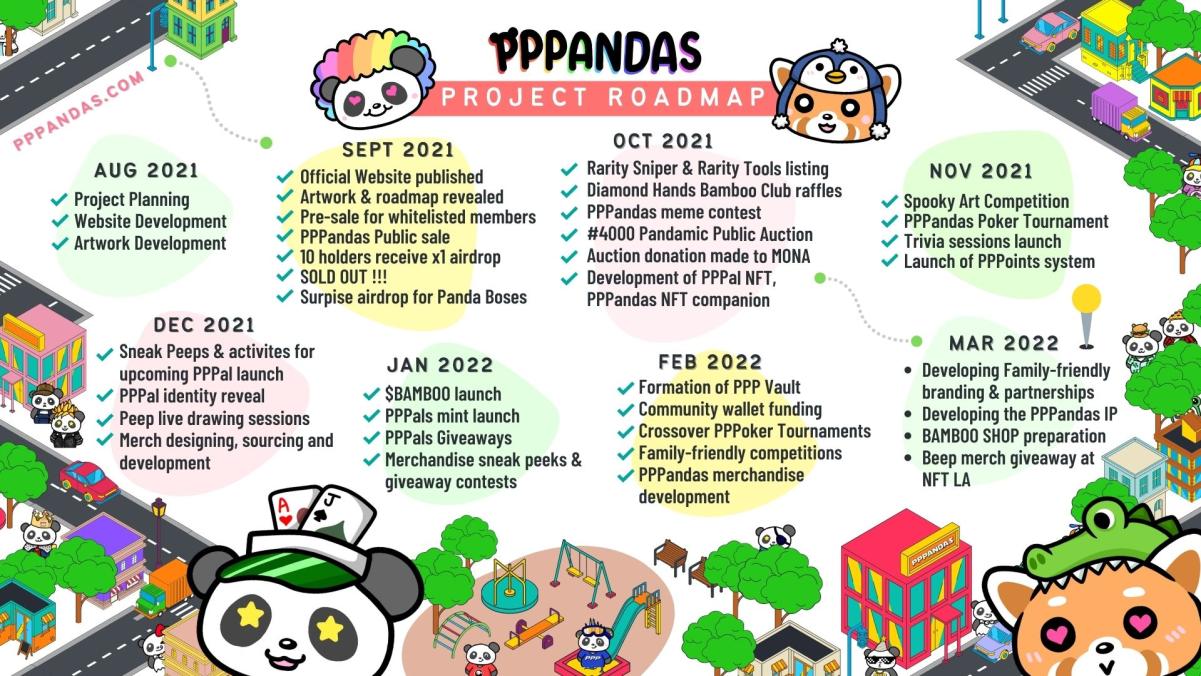 PPPANDAS
PROJECT ROADMAP
PPPANDAS.COM
AUG 2021
Project Planning
Website Development
Artwork Development
SEPT 2021
Official Website published
Artwork & roadmap revealed
Pre-sale for whitelisted members
PPPandas Public sale
10 holders receive x1 airdrop
SOLD OUT !!!
Surpise airdrop for Panda Boses
OCT 2021
Rarity Sniper & Rarity Tools listing
Diamond Hands Bamboo Club raffles
PPPandas meme contest
#4000 Pandamic Public Auction
Auction donation made to MONA
Development of PPPal NFT,
PPPandas NFT companion
NOV 2021
Spooky Art Competition
PPPandas Poker Tournament
Trivia sessions launch
Launch of PPPoints system
DEC 2021
Sneak Peeps & activites for
upcoming PPPal launch
PPPal identity reveal
Peep live drawing sessions
Merch designing, sourcing and
development
JAN 2022
$BAMBOO launch
PPPals mint launch
PPPals Giveaways
Merchandise sneak peeks &
giveaway contests
FEB 2022
Formation of PPP Vault
Community wallet funding
Crossover PPPoker Tournaments
Family-friendly competitions
PPPandas merchandise
development
MAR 2022
Developing Family-friendly
branding & partnerships
Developing the PPPandas IP
BAMBOO SHOP preparation
Beep merch giveaway at
NFT LA
A
J
PPP
PPPANDAS